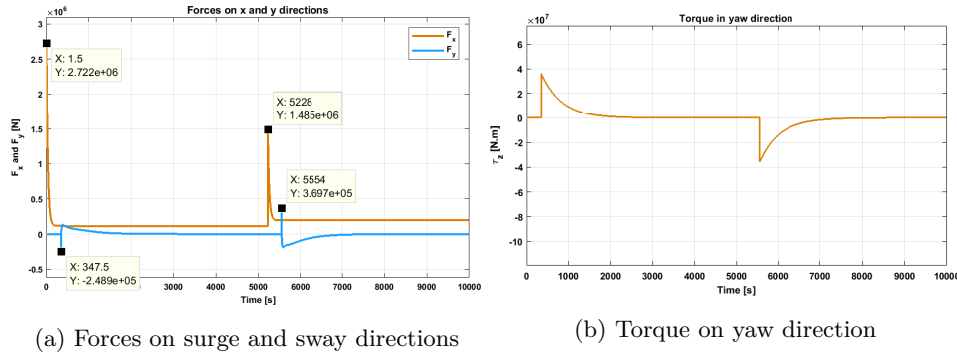 Forces on x and y directions
×10⁶
F_x and F_y [N]
3
2.5
2
1.5
1
0.5
0
-0.5
F_x
F_y
X: 1.5
Y: 2.722e+06
X: 5228
Y: 1.485e+06
X: 5554
Y: 3.697e+05
X: 347.5
Y: -2.489e+05
0 1000 2000 3000 4000 5000 6000 7000 8000 9000 10000
Time [s]
(a) Forces on surge and sway directions
Torque in yaw direction
×10⁷
τ_z [N.m]
6
4
2
0
-2
-4
-6
-8
-10
0 1000 2000 3000 4000 5000 6000 7000 8000 9000 10000
Time [s]
(b) Torque on yaw direction